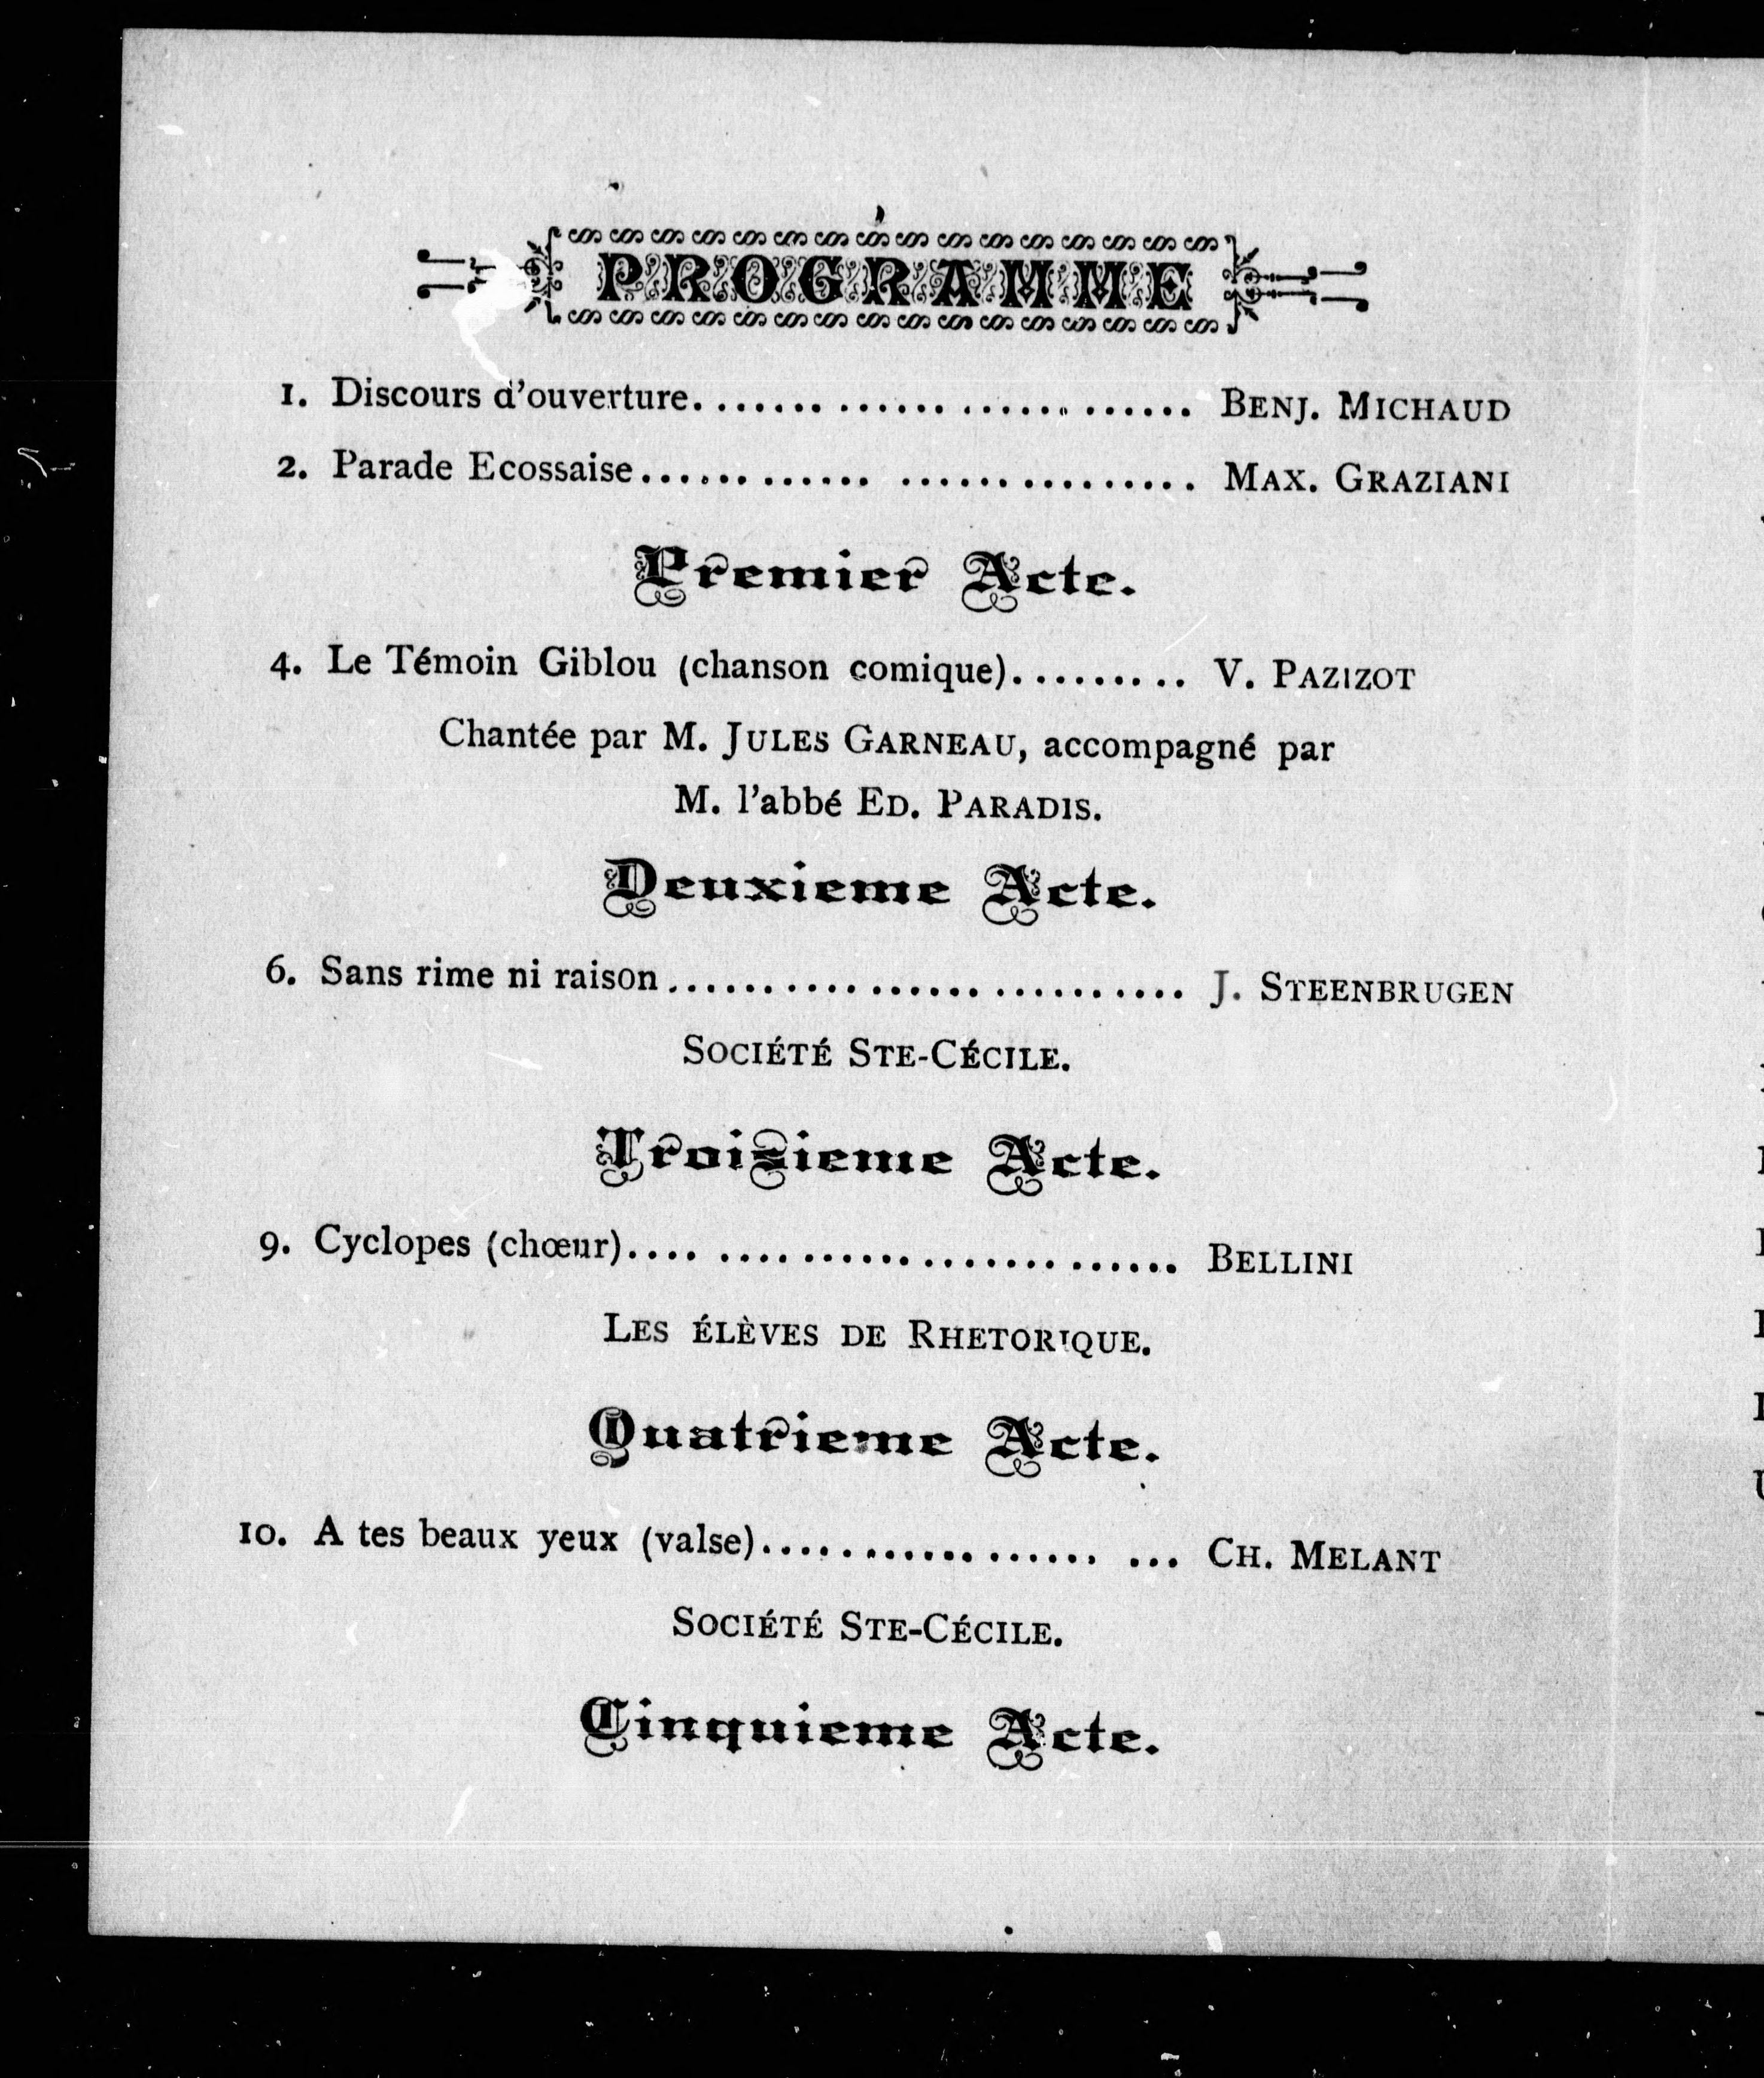 PROGRAMME
1. Discours d'ouverture........................... BENJ. MICHAUD
2. Parade Ecossaise........................... MAX. GRAZIANI
Premier Acte.
4. Le Témoin Giblou (chanson comique)......... V. PAZIZOT
Chantée par M. JULES GARNEAU, accompagné par
M. l'abbé ED. PARADIS.
Deuxieme Acte.
6. Sans rime ni raison........................... J. STEENBRUGEN
SOCIÉTÉ STE-CÉCILE.
Troisieme Acte.
9. Cyclopes (chœur)........................... BELLINI
LES ÉLÈVES DE RHETORIQUE.
Quatrieme Acte.
10. A tes beaux yeux (valse)..................... CH. MELANT
SOCIÉTÉ STE-CÉCILE.
Cinquieme Acte.